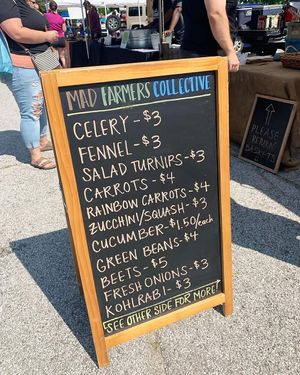 MAD FARMERS COLLECTIVE
CELERY - $3
FENNEL - $3
SALAD TURNIPS - $3
CARROTS - $4
RAINBOW CARROTS - $4
ZUCCHINI/SQUASH - $3
CUCUMBER - $1.50/each
GREEN BEANS - $4
BEETS - $5
FRESH ONIONS - $3
KOHLRABI - $3
*SEE OTHER SIDE FOR MORE!*
PLEASE
RETURN
BASKETS